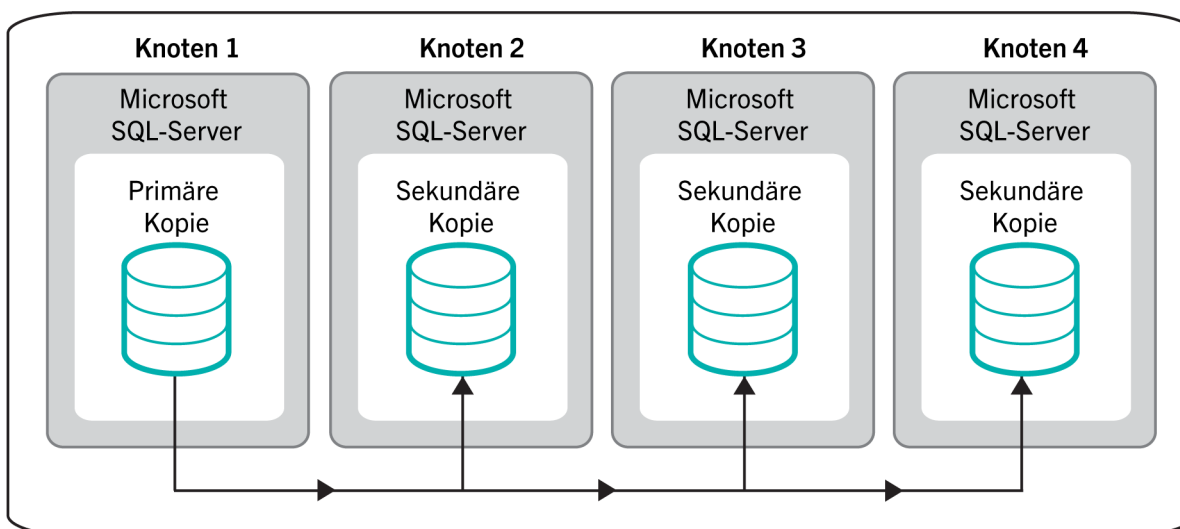 Knoten 1
Microsoft
SQL-Server
Primäre
Kopie
Knoten 2
Microsoft
SQL-Server
Sekundäre
Kopie
Knoten 3
Microsoft
SQL-Server
Sekundäre
Kopie
Knoten 4
Microsoft
SQL-Server
Sekundäre
Kopie